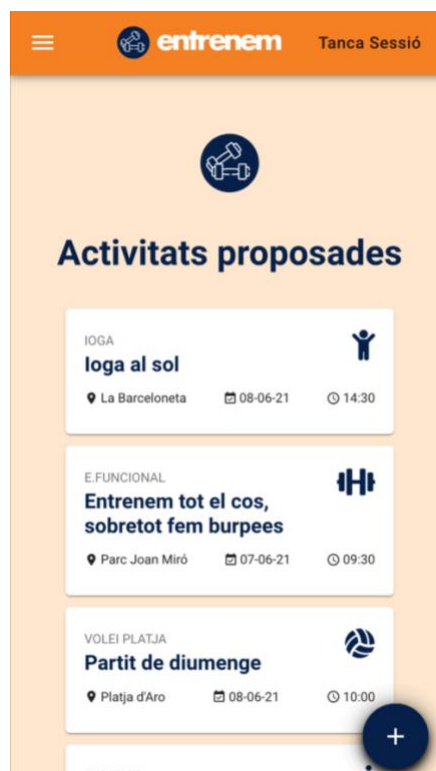 entrenem Tanca Sessió
Activitats proposades
IOGA
Ioga al sol
La Barceloneta 08-06-21 14:30
E.FUNCIONAL
Entrenem tot el cos,
sobretot fem burpees
Parc Joan Miró 07-06-21 09:30
VOLEI PLATJA
Partit de diumenge
Platja d'Aro 08-06-21 10:00
+